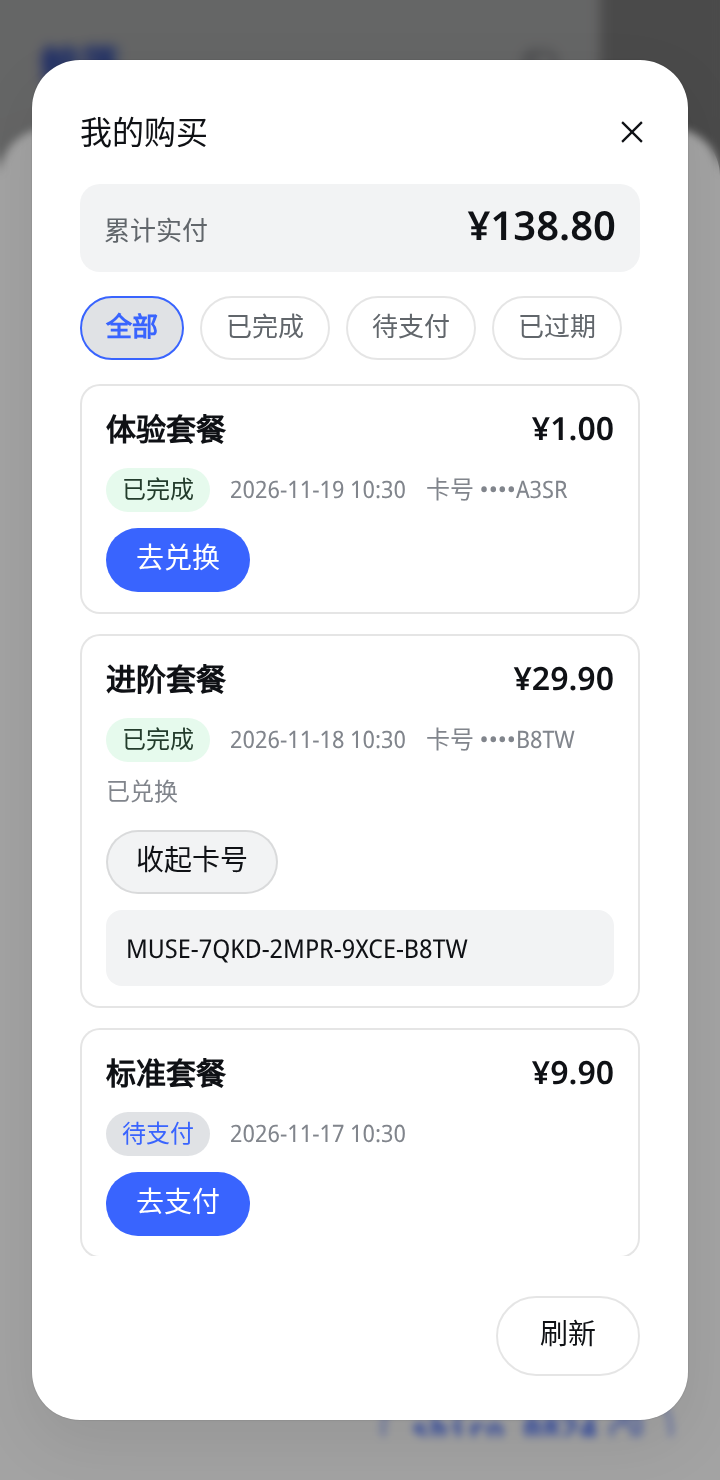 我的购买
累计实付 ¥138.80
全部 已完成 待支付 已过期
体验套餐 ¥1.00
已完成 2026-11-19 10:30 卡号 ••••A3SR
去兑换
进阶套餐 ¥29.90
已完成 2026-11-18 10:30 卡号 ••••B8TW
已兑换
收起卡号
MUSE-7QKD-2MPR-9XCE-B8TW
标准套餐 ¥9.90
待支付 2026-11-17 10:30
去支付
刷新